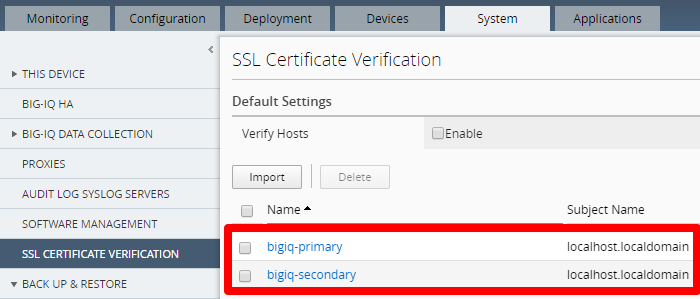 Monitoring Configuration Deployment Devices System Applications
THIS DEVICE
BIG-IQ HA
BIG-IQ DATA COLLECTION
PROXIES
AUDIT LOG SYSLOG SERVERS
SOFTWARE MANAGEMENT
SSL CERTIFICATE VERIFICATION
BACK UP & RESTORE
SSL Certificate Verification
Default Settings
Verify Hosts Enable
Import Delete
Name Subject Name
bigiq-primary localhost.localdomain
bigiq-secondary localhost.localdomain